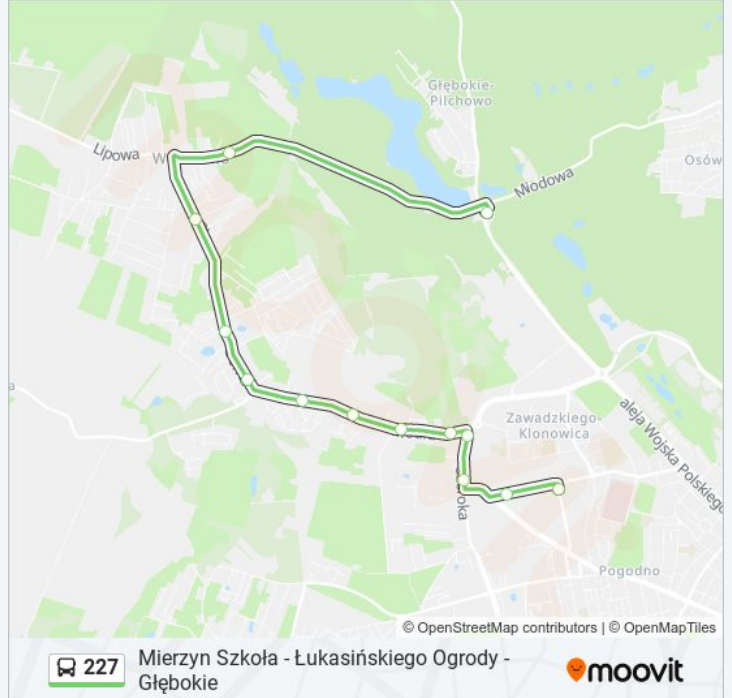 Głębokie-
Pilchowo
Lipowa
Miodowa
Osów
Zawadzkiego-
Klonowica
aleja Wojska Polskiego
oka
Pogodno
© OpenStreetMap contributors | © OpenMapTiles
227
Mierzyn Szkoła - Łukasińskiego Ogrody -
Głębokie
moovit